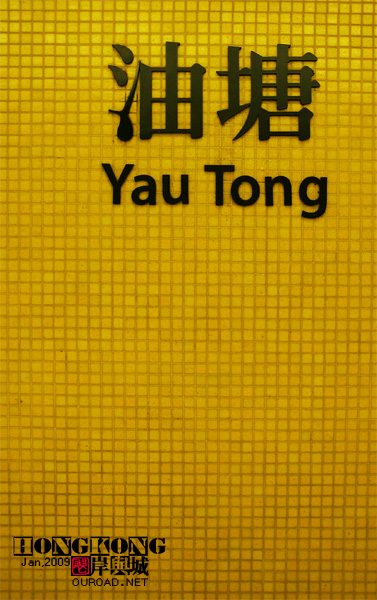 油塘
Yau Tong
HONGKONG
Jan,2009
岸與城
OUROAD.NET